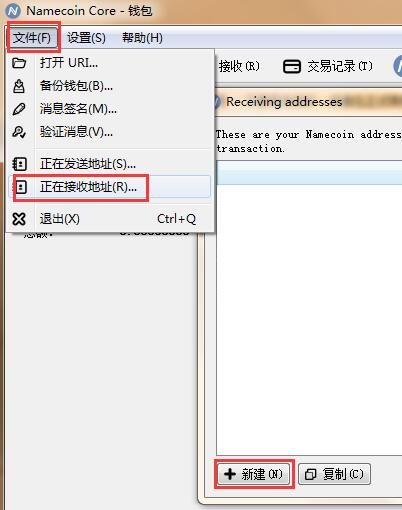 Namecoin Core - 钱包
文件(F) 设置(S) 帮助(H)
打开 URI...
接收(R) 交易记录(T)
备份钱包(B)...
消息签名(M)...
Receiving addresses
验证消息(V)...
These are your Namecoin address
transaction.
正在发送地址(S)...
正在接收地址(R)...
退出(X) Ctrl+Q
新建(N) 复制(C)